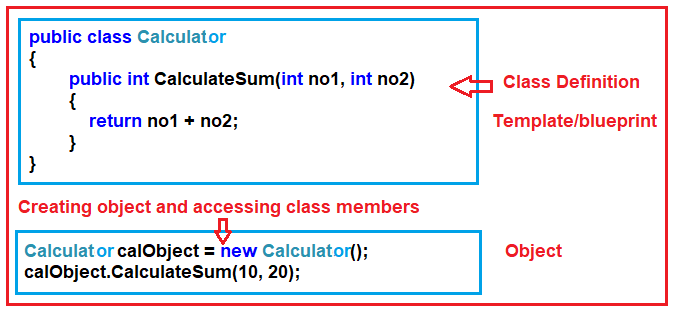 public class Calculator
{
public int CalculateSum(int no1, int no2)
{
return no1 + no2;
}
}
Class Definition
Template/blueprint
Creating object and accessing class members
Calculator calObject = new Calculator();
calObject.CalculateSum(10, 20);
Object